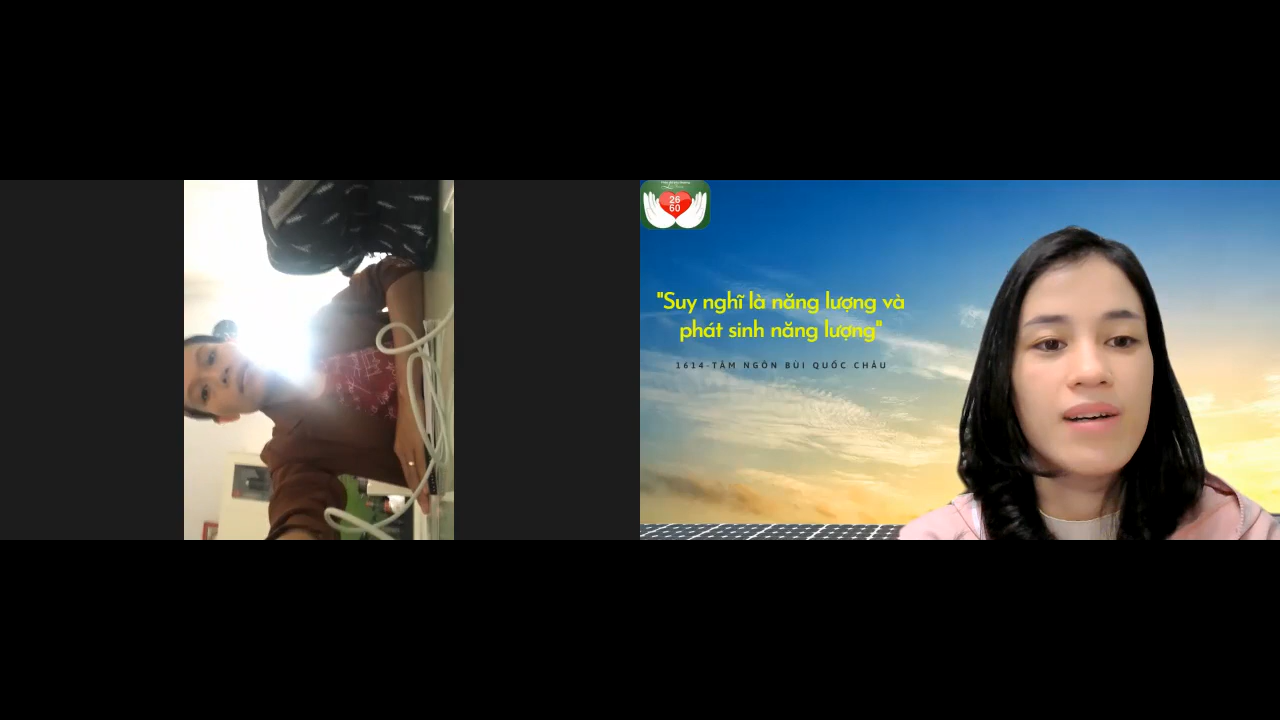 26
60
"Suy nghĩ là năng lượng và
phát sinh năng lượng"
1614-TÂM NGÔN BÙI QUỐC CHÂU